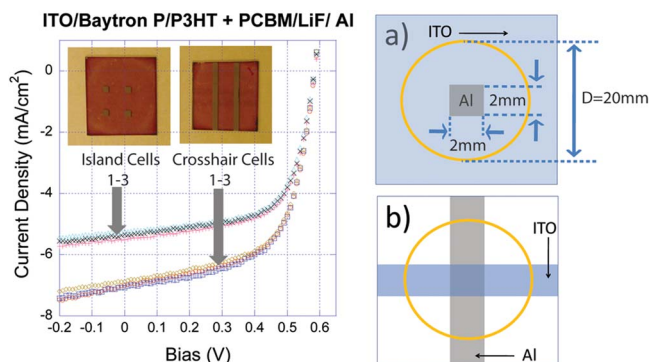 ITO/Baytron P/P3HT + PCBM/LiF/ Al
Current Density (mA/cm²)
0
-2
-4
-6
-8
Island Cells
1-3
Crosshair Cells
1-3
-0.2 -0.1 0 0.1 0.2 0.3 0.4 0.5 0.6
Bias (V)
a)
ITO
Al
2mm
2mm
D=20mm
b)
ITO
Al